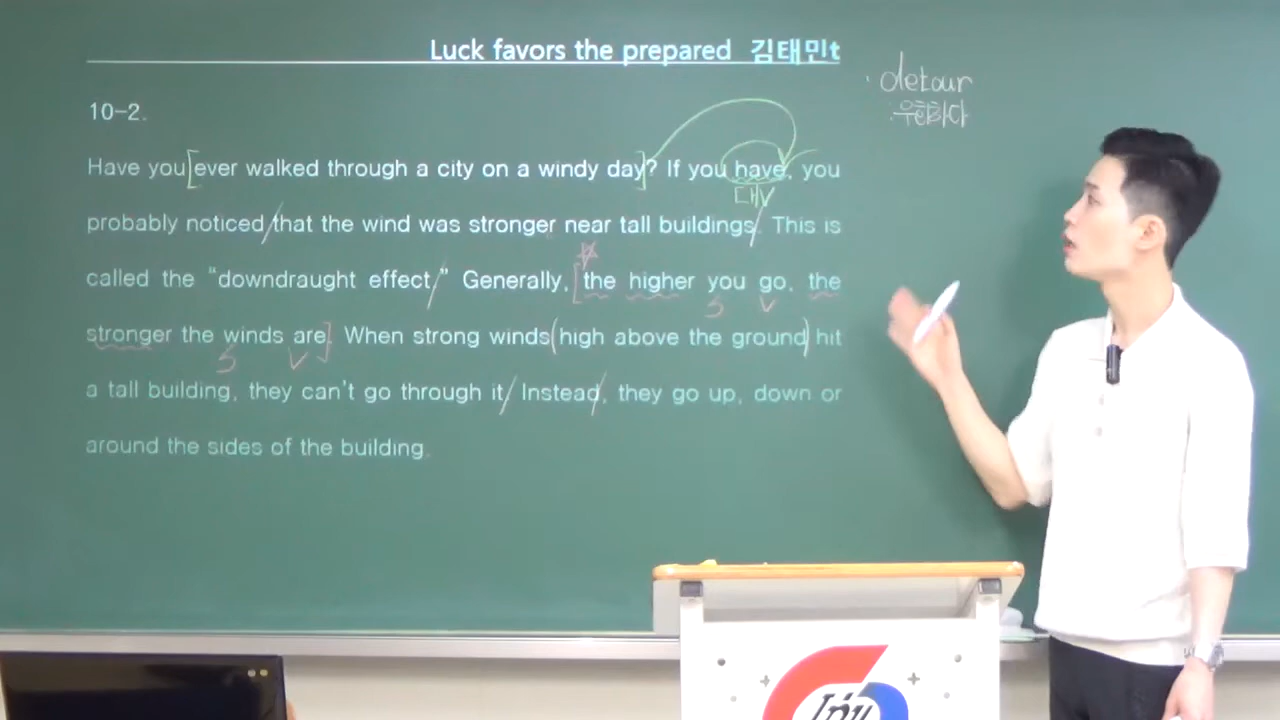 Luck favors the prepared 김태민t
detour
우회하다
10-2.
Have you ever walked through a city on a windy day? If you have, you
대V
probably noticed that the wind was stronger near tall buildings. This is
called the "downdraught effect." Generally, the higher you go, the
S V
stronger the winds are. When strong winds high above the ground hit
S V
a tall building, they can't go through it. Instead, they go up, down or
around the sides of the building.